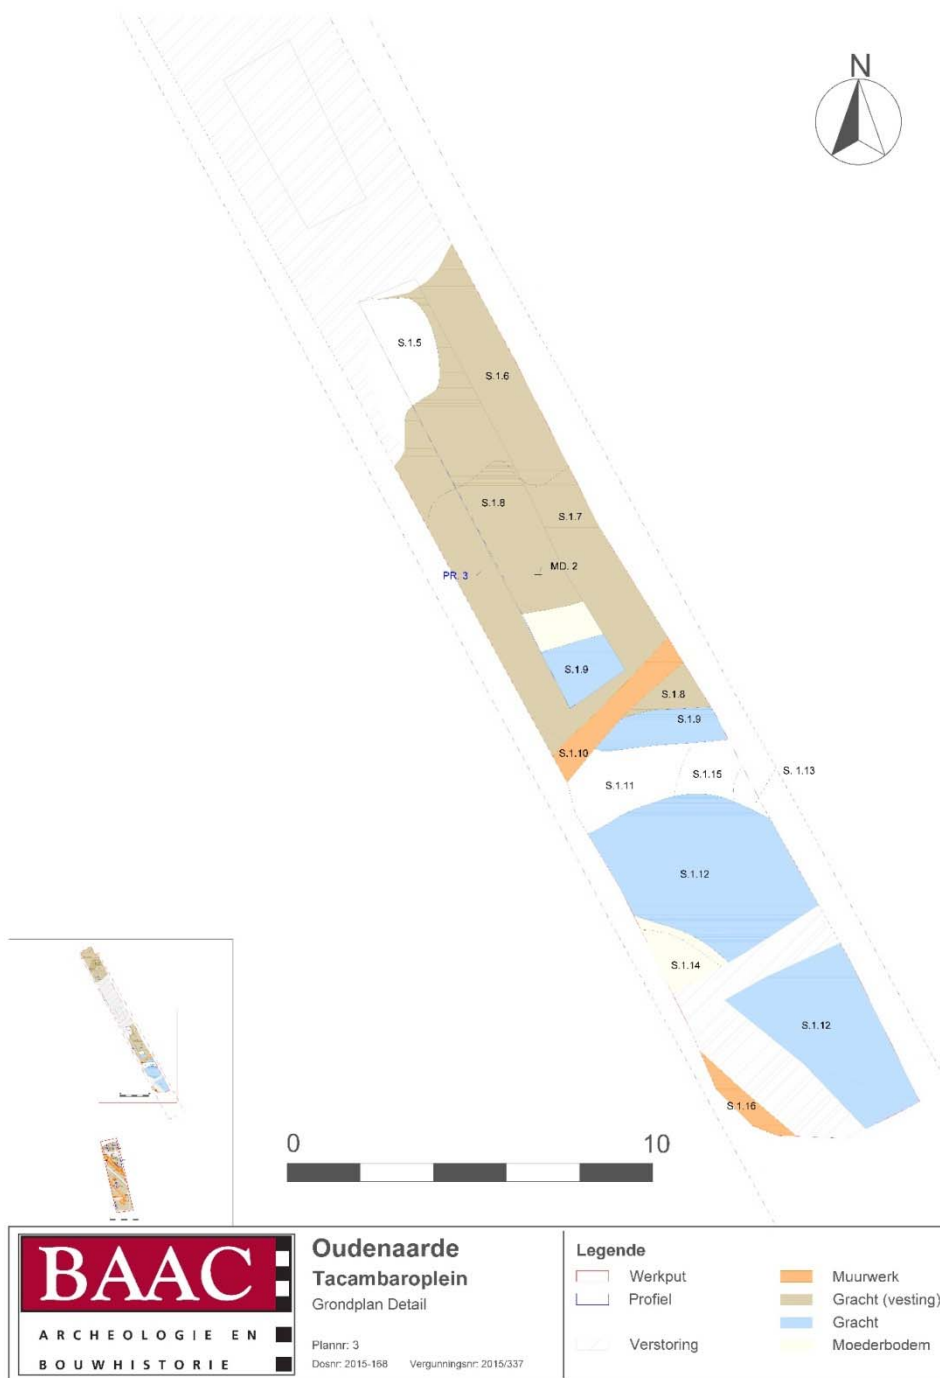 N
S.1.5
S.1.6
S.1.8
S.1.7
PR. 3
MD. 2
S.1.9
S.1.8
S.1.9
S.1.10
S.1.11
S.1.15
S. 1.13
S.1.12
S.1.14
S.1.12
S.1.16
0 10
BAAC
ARCHEOLOGIE EN
BOUWHISTORIE
Oudenaarde
Tacambaroplein
Grondplan Detail
Plannr: 3
Dosnr: 2015-168 Vergunningsnr: 2015/337
Legende
Werkput
Profiel
Verstoring
Muurwerk
Gracht (vesting)
Gracht
Moederbodem